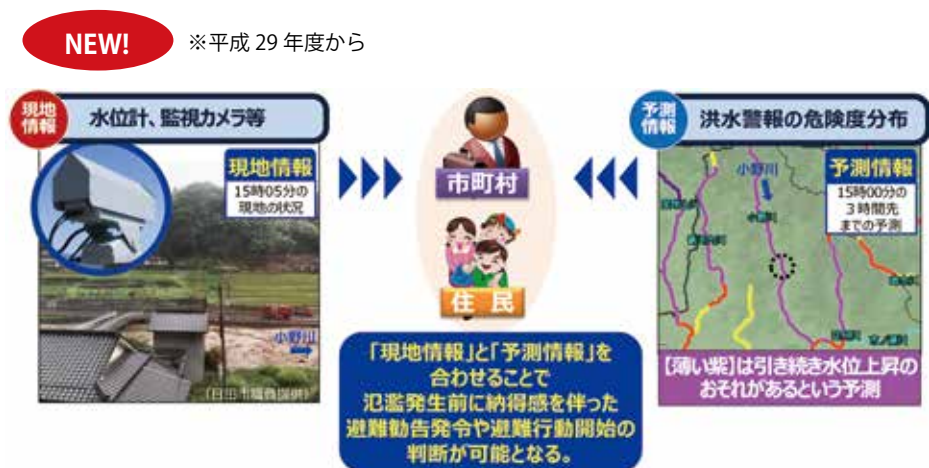 NEW!
※平成 29 年度から
現地
情報
水位計、監視カメラ等
現地情報
15時05分の
現地の状況
小野川
(日田市職員提供)
市町村
住 民
予測
情報
洪水警報の危険度分布
予測情報
15時00分の
3時間先
までの予測
小野川
小野川
【薄い紫】は引き続き水位上昇の
おそれがあるという予測
「現地情報」と「予測情報」を
合わせることで
氾濫発生前に納得感を伴った
避難勧告発令や避難行動開始の
判断が可能となる。